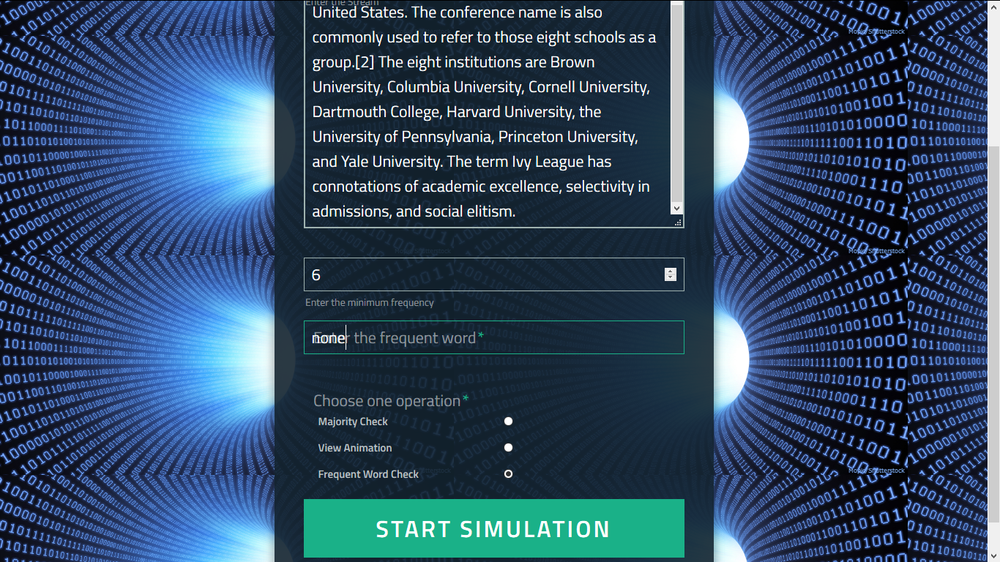 Enter the Stream
United States. The conference name is also
commonly used to refer to those eight schools as a
group.[2] The eight institutions are Brown
University, Columbia University, Cornell University,
Dartmouth College, Harvard University, the
University of Pennsylvania, Princeton University,
and Yale University. The term Ivy League has
connotations of academic excellence, selectivity in
admissions, and social elitism.
6
Enter the minimum frequency
none
Enter the frequent word*
Choose one operation*
Majority Check
View Animation
Frequent Word Check
START SIMULATION